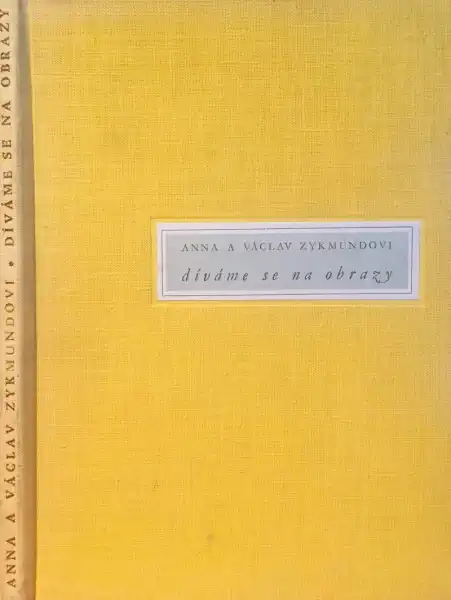 ANNA A VÁCLAV ZYKMUNDOVI • DÍVÁME SE NA OBRAZY
ANNA A VÁCLAV ZYKMUNDOVI
díváme se na obrazy